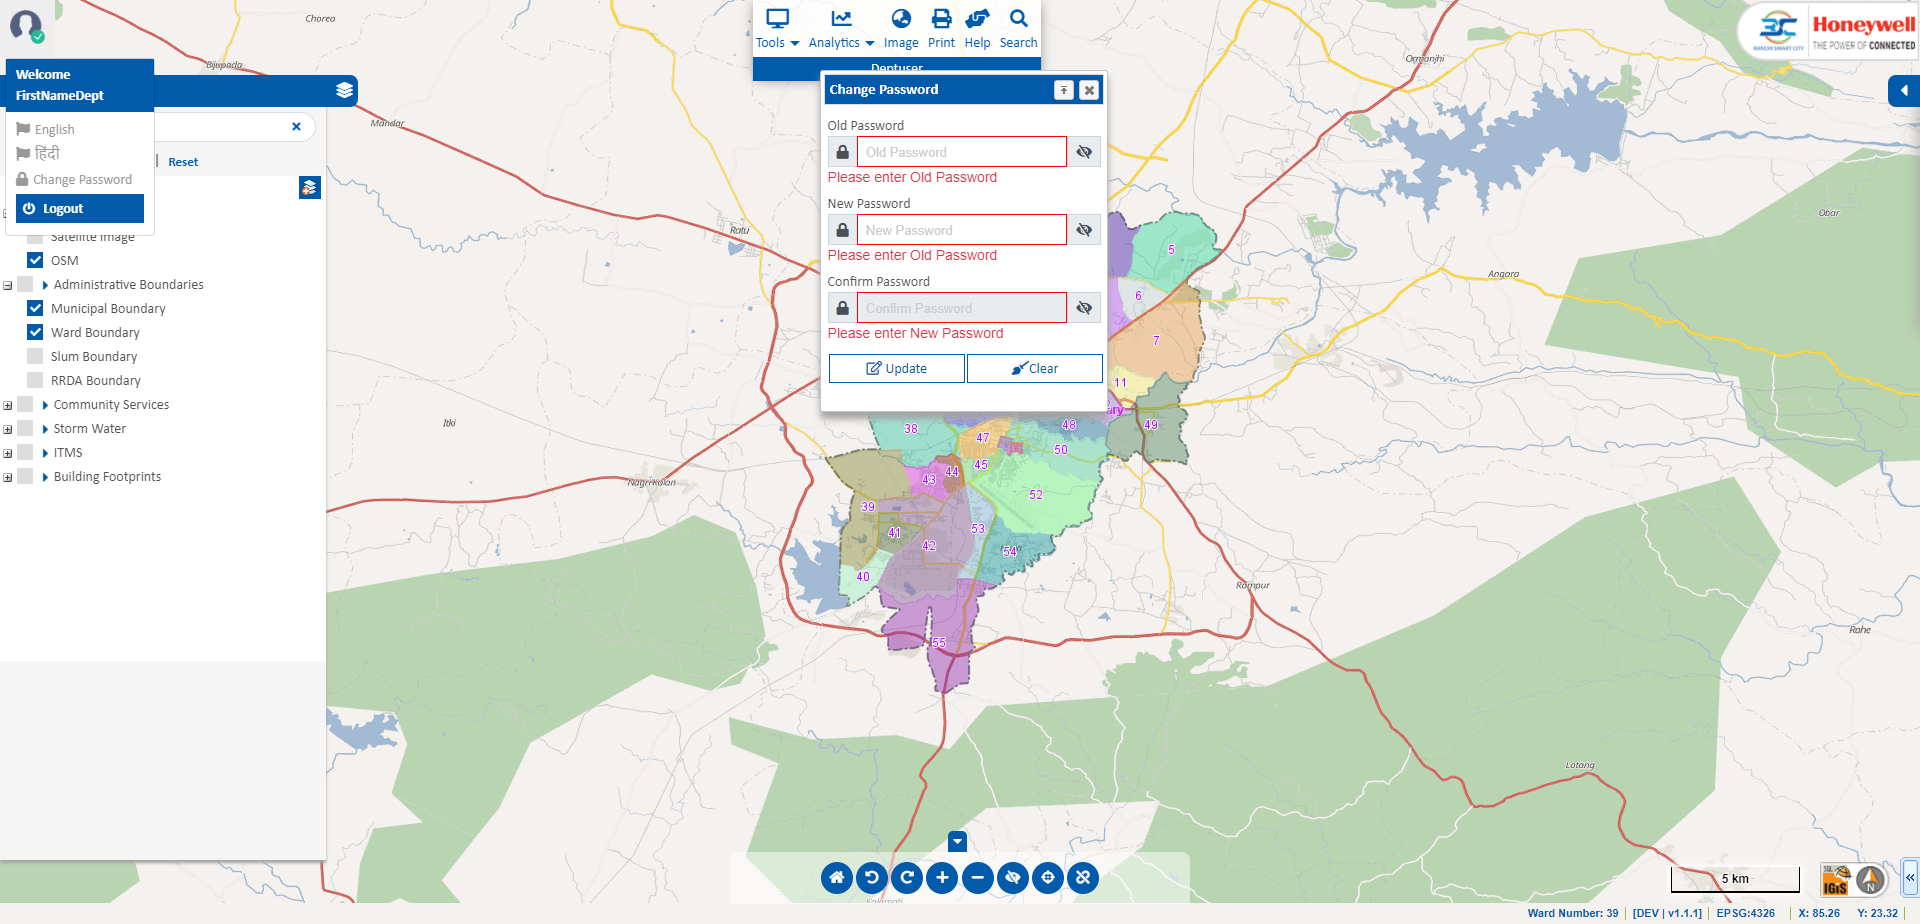 Chorea
Bijupada
Mandar
Ormanjhi
Tools
Analytics
Image
Print
Help
Search
Deptuser
RANCHI SMART CITY
Honeywell
THE POWER OF CONNECTED
Welcome
FirstNameDept
English
हिंदी
Change Password
Logout
Reset
Satellite Image
OSM
Administrative Boundaries
Municipal Boundary
Ward Boundary
Slum Boundary
RRDA Boundary
Community Services
Storm Water
ITMS
Building Footprints
Change Password
Old Password
Old Password
Please enter Old Password
New Password
New Password
Please enter Old Password
Confirm Password
Confirm Password
Please enter New Password
Update
Clear
Ratu
Obar
Angara
Itki
Nagri Kalan
Rampur
Rahe
Lotang
Kalamati
5
6
7
11
ary
49
38
47
48
50
45
44
43
52
39
53
41
42
54
40
55
5 km
IGiS
N
Ward Number: 39
[DEV | v1.1.1]
EPSG:4326
X: 85.26
Y: 23.32